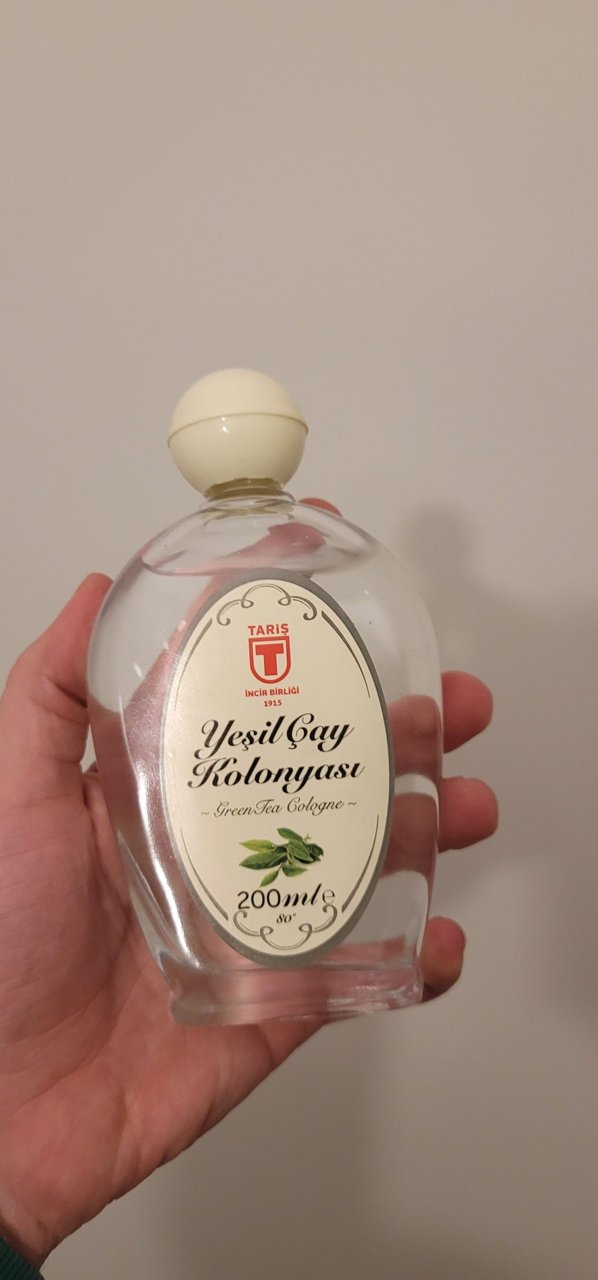 TARİŞ
T
İNCİR BİRLİĞİ
1915
Yeşil Çay
Kolonyası
~ Green Tea Cologne ~
200ml ℮
80°